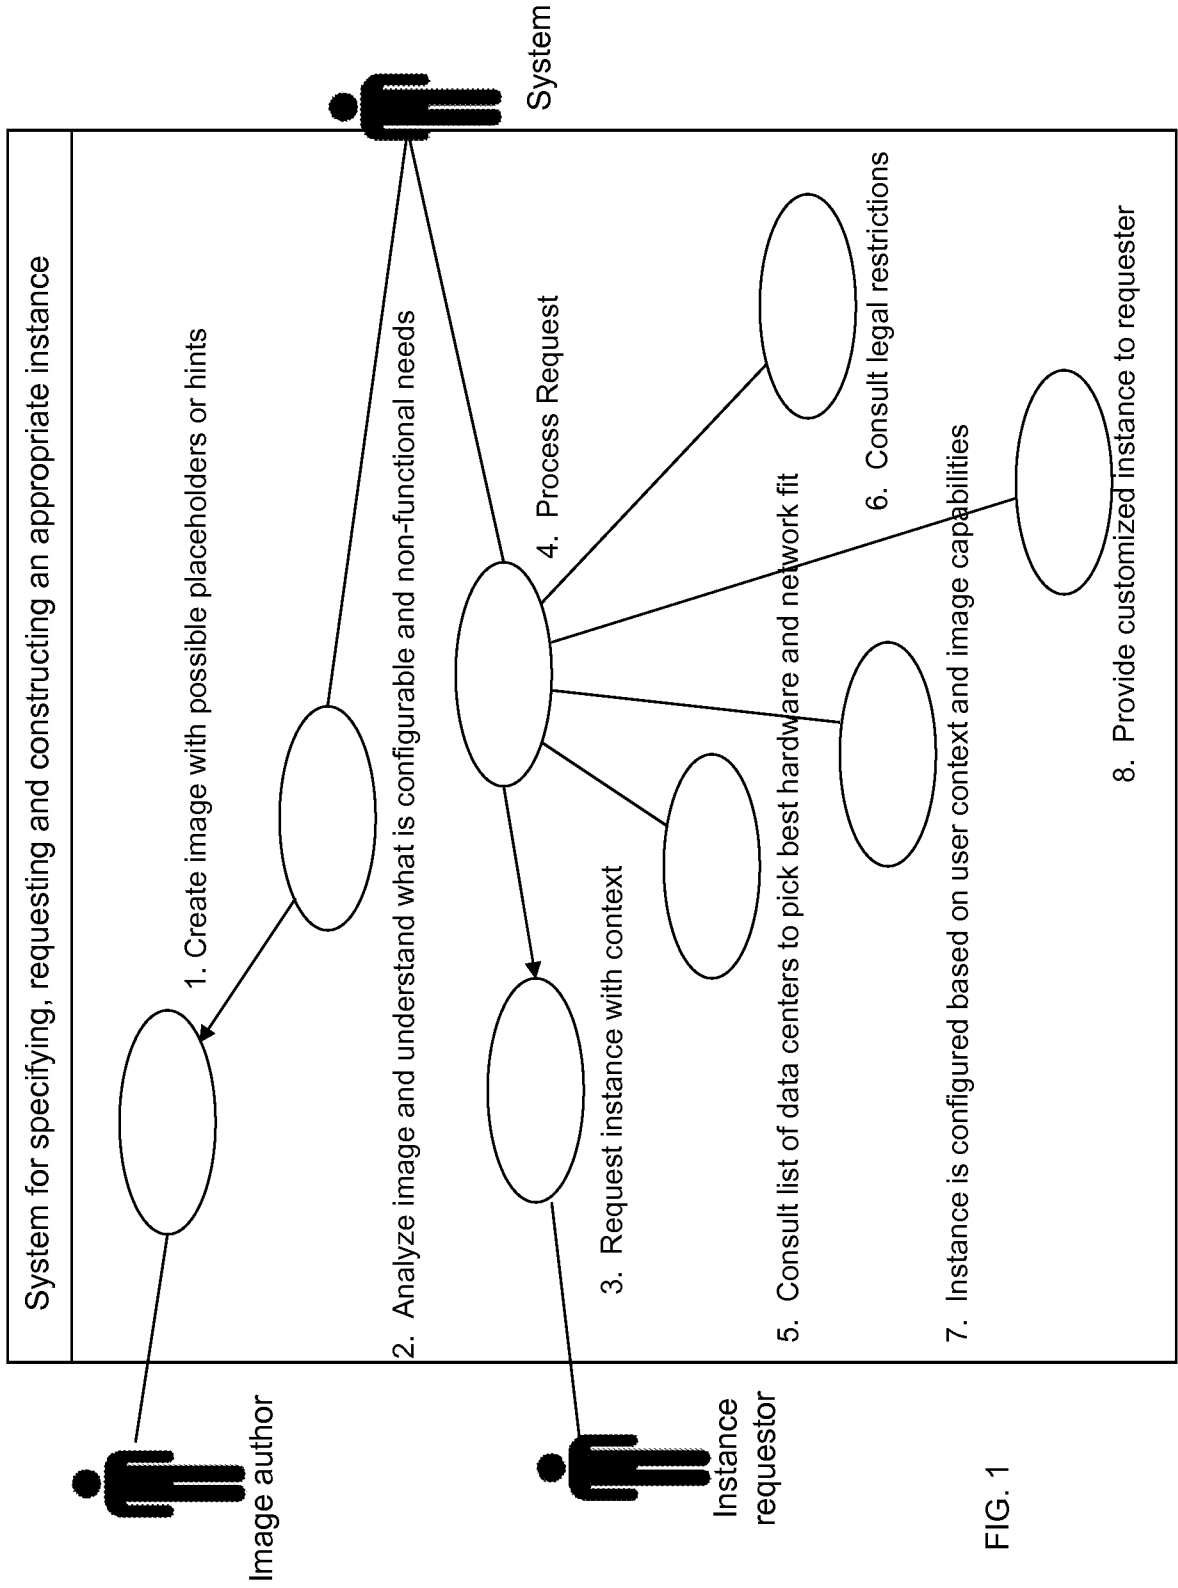 System for specifying, requesting and constructing an appropriate instance
1. Create image with possible placeholders or hints
2. Analyze image and understand what is configurable and non-functional needs
System
4. Process Request
3. Request instance with context
5. Consult list of data centers to pick best hardware and network fit
6. Consult legal restrictions
7. Instance is configured based on user context and image capabilities
8. Provide customized instance to requester
Image author
Instance
requestor
FIG. 1